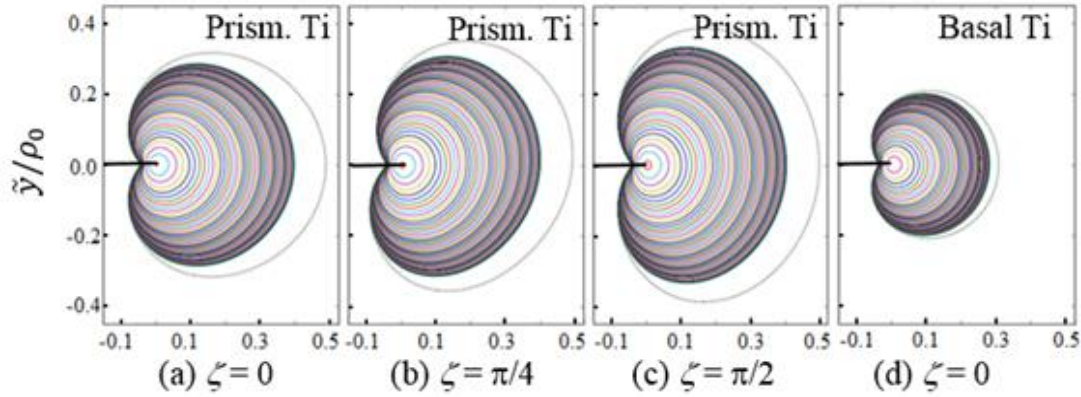 Prism. Ti
Prism. Ti
Prism. Ti
Basal Ti
0.4
0.2
0.0
-0.2
-0.4
ỹ/ρ₀
-0.1 0.1 0.3 0.5
-0.1 0.1 0.3 0.5
-0.1 0.1 0.3 0.5
-0.1 0.1 0.3 0.5
(a) ζ = 0
(b) ζ = π/4
(c) ζ = π/2
(d) ζ = 0